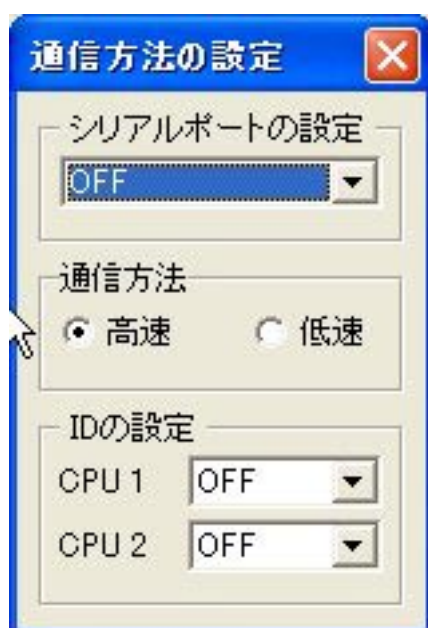 通信方法の設定
シリアルポートの設定
OFF
通信方法
高速 低速
IDの設定
CPU 1 OFF
CPU 2 OFF